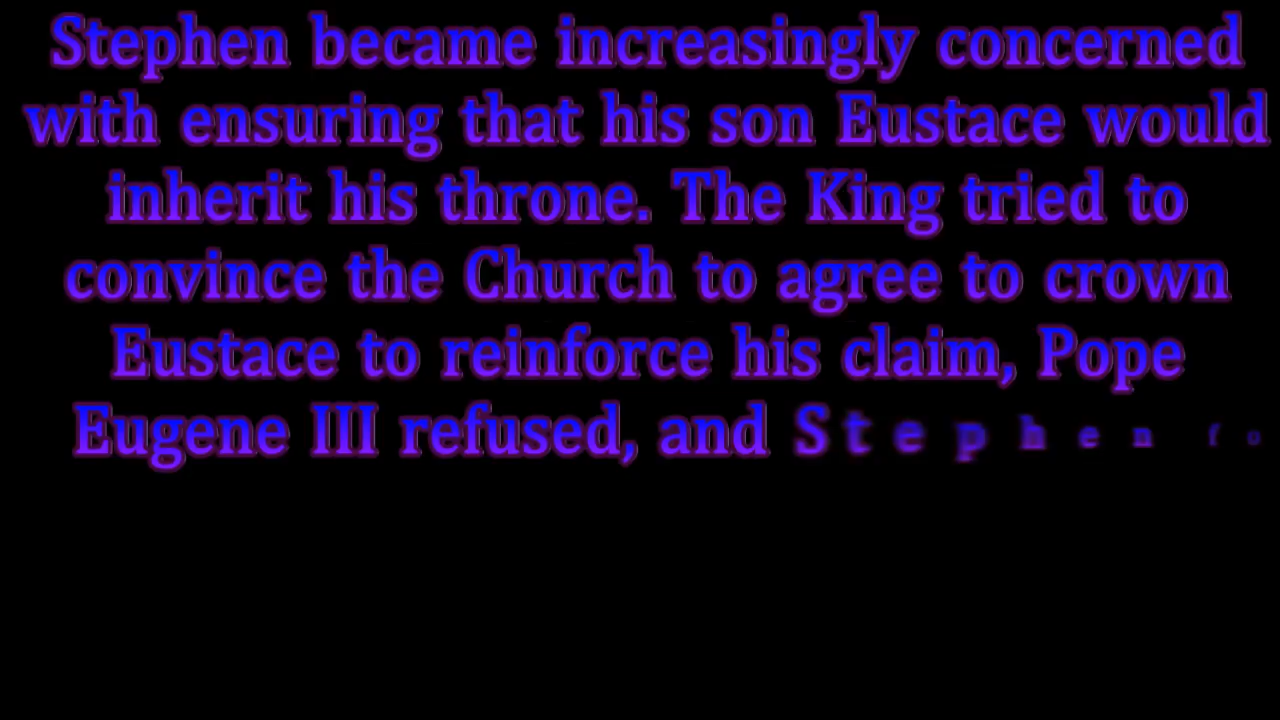 Stephen became increasingly concerned
with ensuring that his son Eustace would
inherit his throne. The King tried to
convince the Church to agree to crown
Eustace to reinforce his claim, Pope
Eugene III refused, and Stephen fo